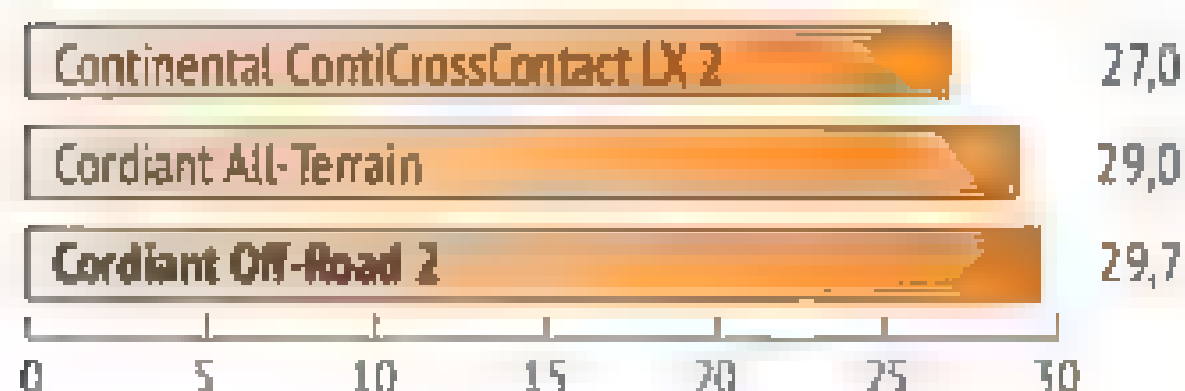 Continental ContiCrossContact LX 2 27,0
Cordiant All-Terrain 29,0
Cordiant Off-Road 2 29,7
0 5 10 15 20 25 30